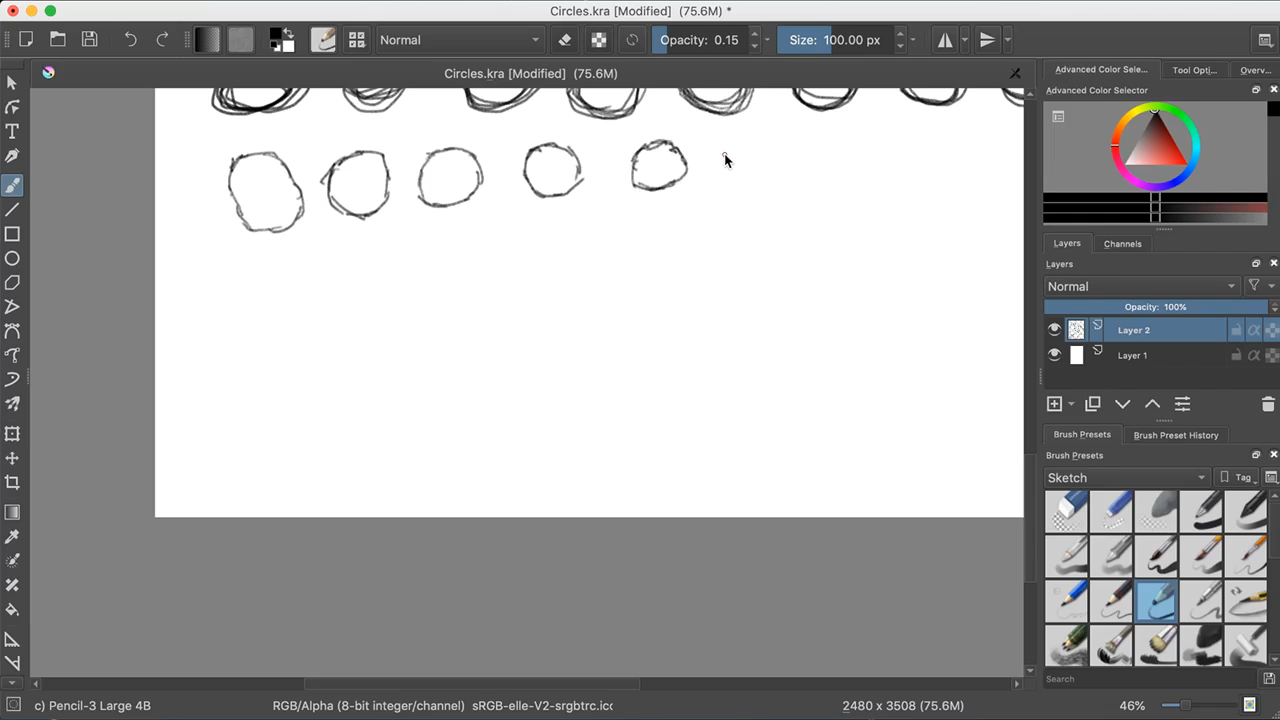 Circles.kra [Modified] (75.6M) *
Normal
Opacity: 0.15
Size: 100.00 px
Circles.kra [Modified] (75.6M)
Advanced Color Sele...
Tool Opti...
Overv...
Advanced Color Selector
Layers
Channels
Layers
Normal
Opacity: 100%
Layer 2
Layer 1
Brush Presets
Brush Preset History
Brush Presets
Sketch
Tag
Search
c) Pencil-3 Large 4B
RGB/Alpha (8-bit integer/channel) sRGB-elle-V2-srgbtrc.icc
2480 x 3508 (75.6M)
46%